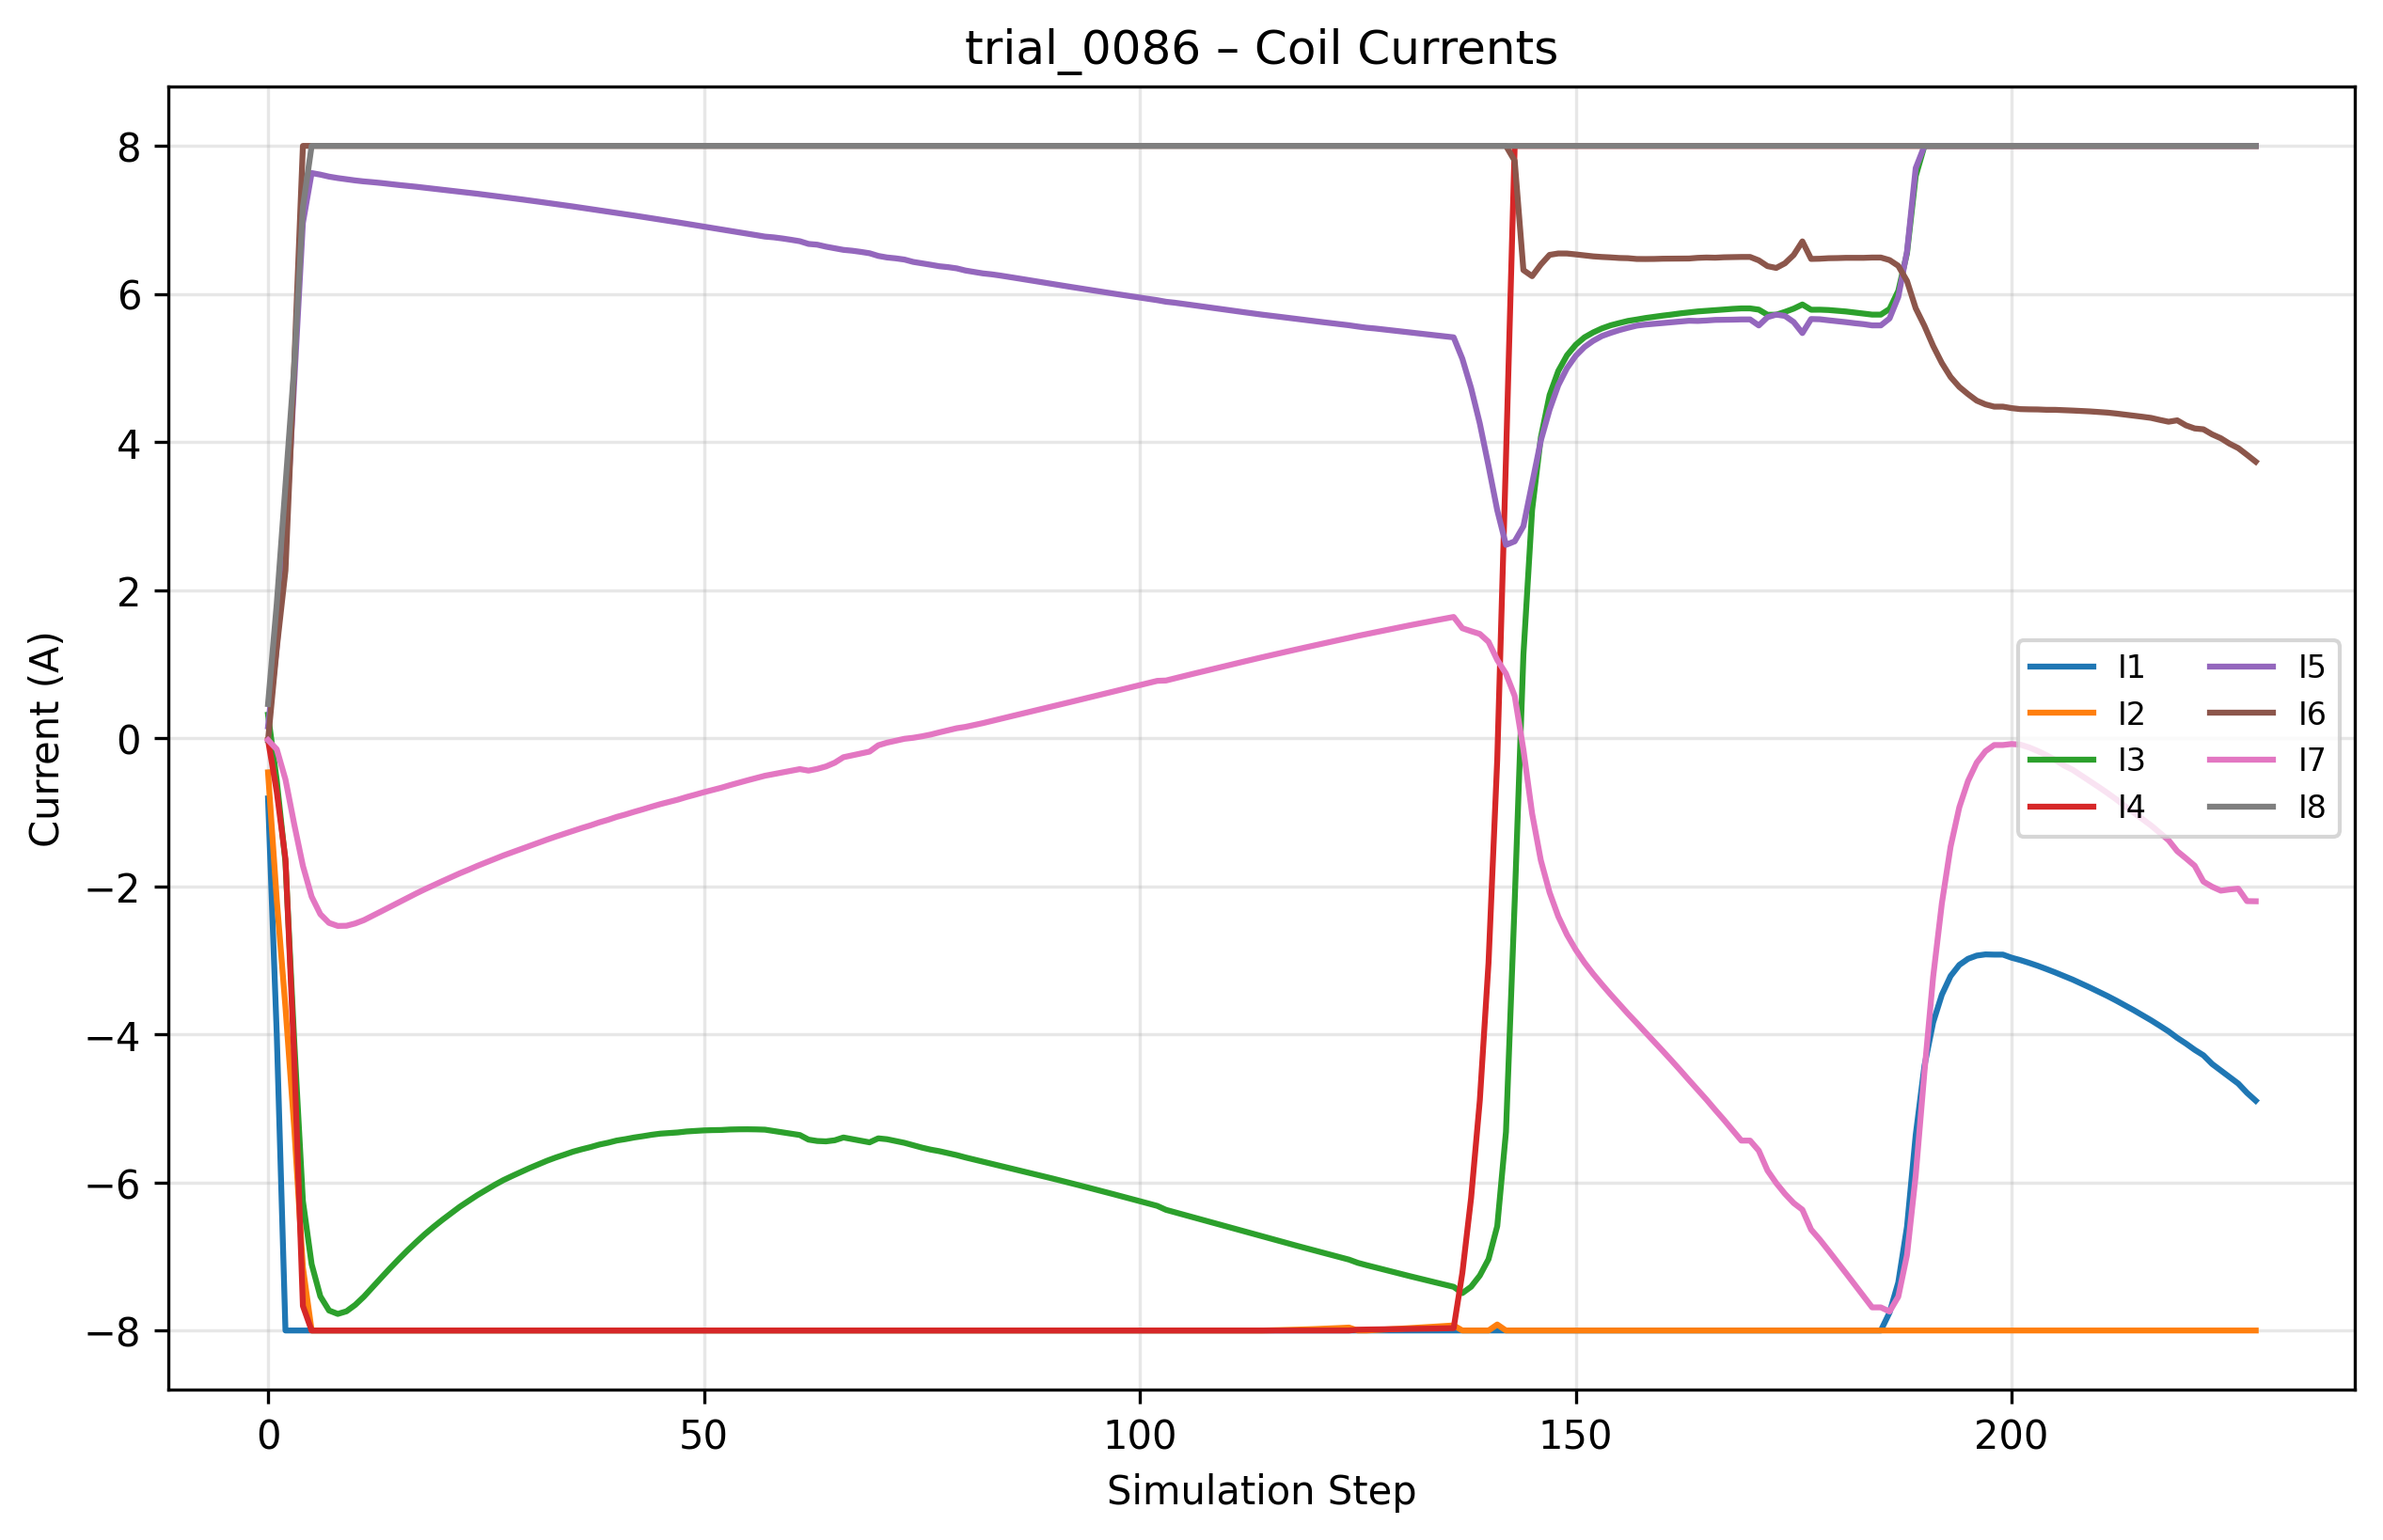 trial_0086 – Coil Currents
Current (A)
8
6
4
2
0
−2
−4
−6
−8
0 50 100 150 200
Simulation Step
I1 I5
I2 I6
I3 I7
I4 I8